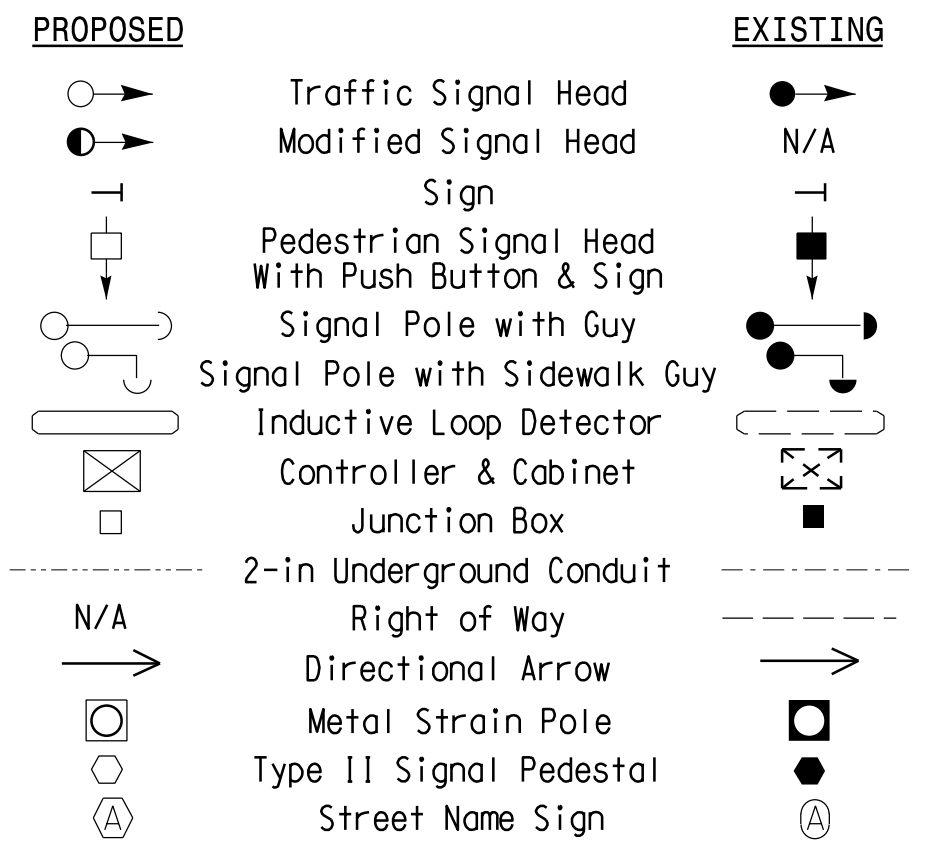 PROPOSED EXISTING
Traffic Signal Head
Modified Signal Head N/A
Sign
Pedestrian Signal Head
With Push Button & Sign
Signal Pole with Guy
Signal Pole with Sidewalk Guy
Inductive Loop Detector
Controller & Cabinet
Junction Box
2-in Underground Conduit
N/A Right of Way
Directional Arrow
Metal Strain Pole
Type II Signal Pedestal
A Street Name Sign A